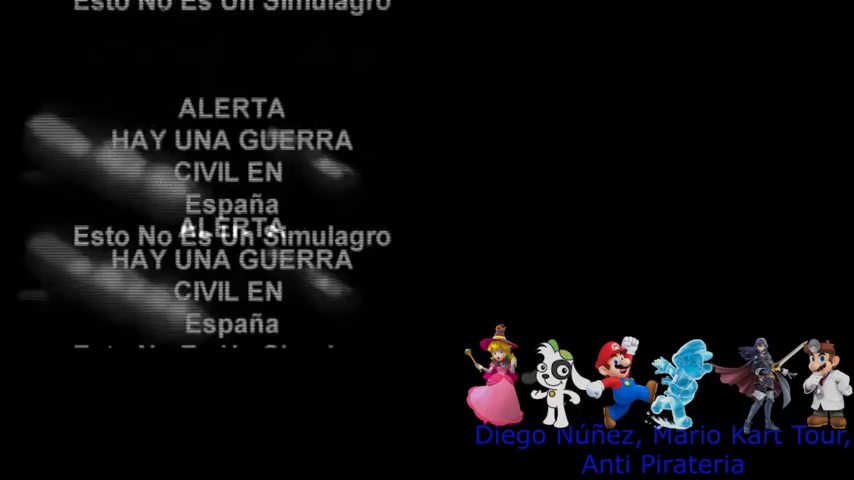 Esto No Es Un Simulagro
ALERTA
HAY UNA GUERRA
CIVIL EN
España
ALERTA
Esto No Es Un Simulagro
HAY UNA GUERRA
CIVIL EN
España
Diego Núñez, Mario Kart Tour,
Anti Pirateria